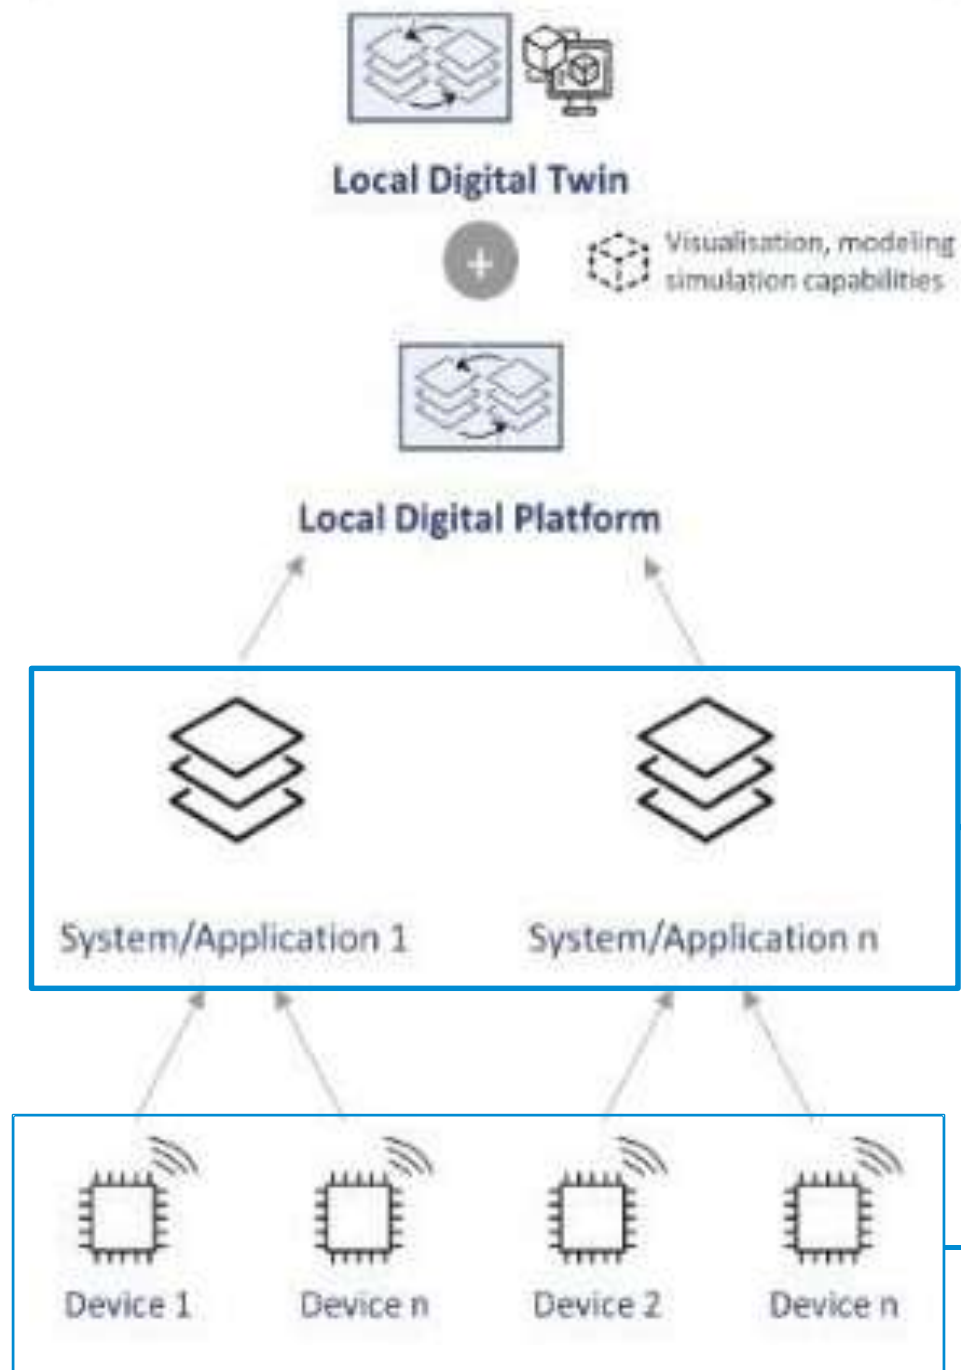 Local Digital Twin
+
Visualisation, modeling
simulation capabilities
Local Digital Platform
System/Application 1
System/Application n
Device 1
Device n
Device 2
Device n